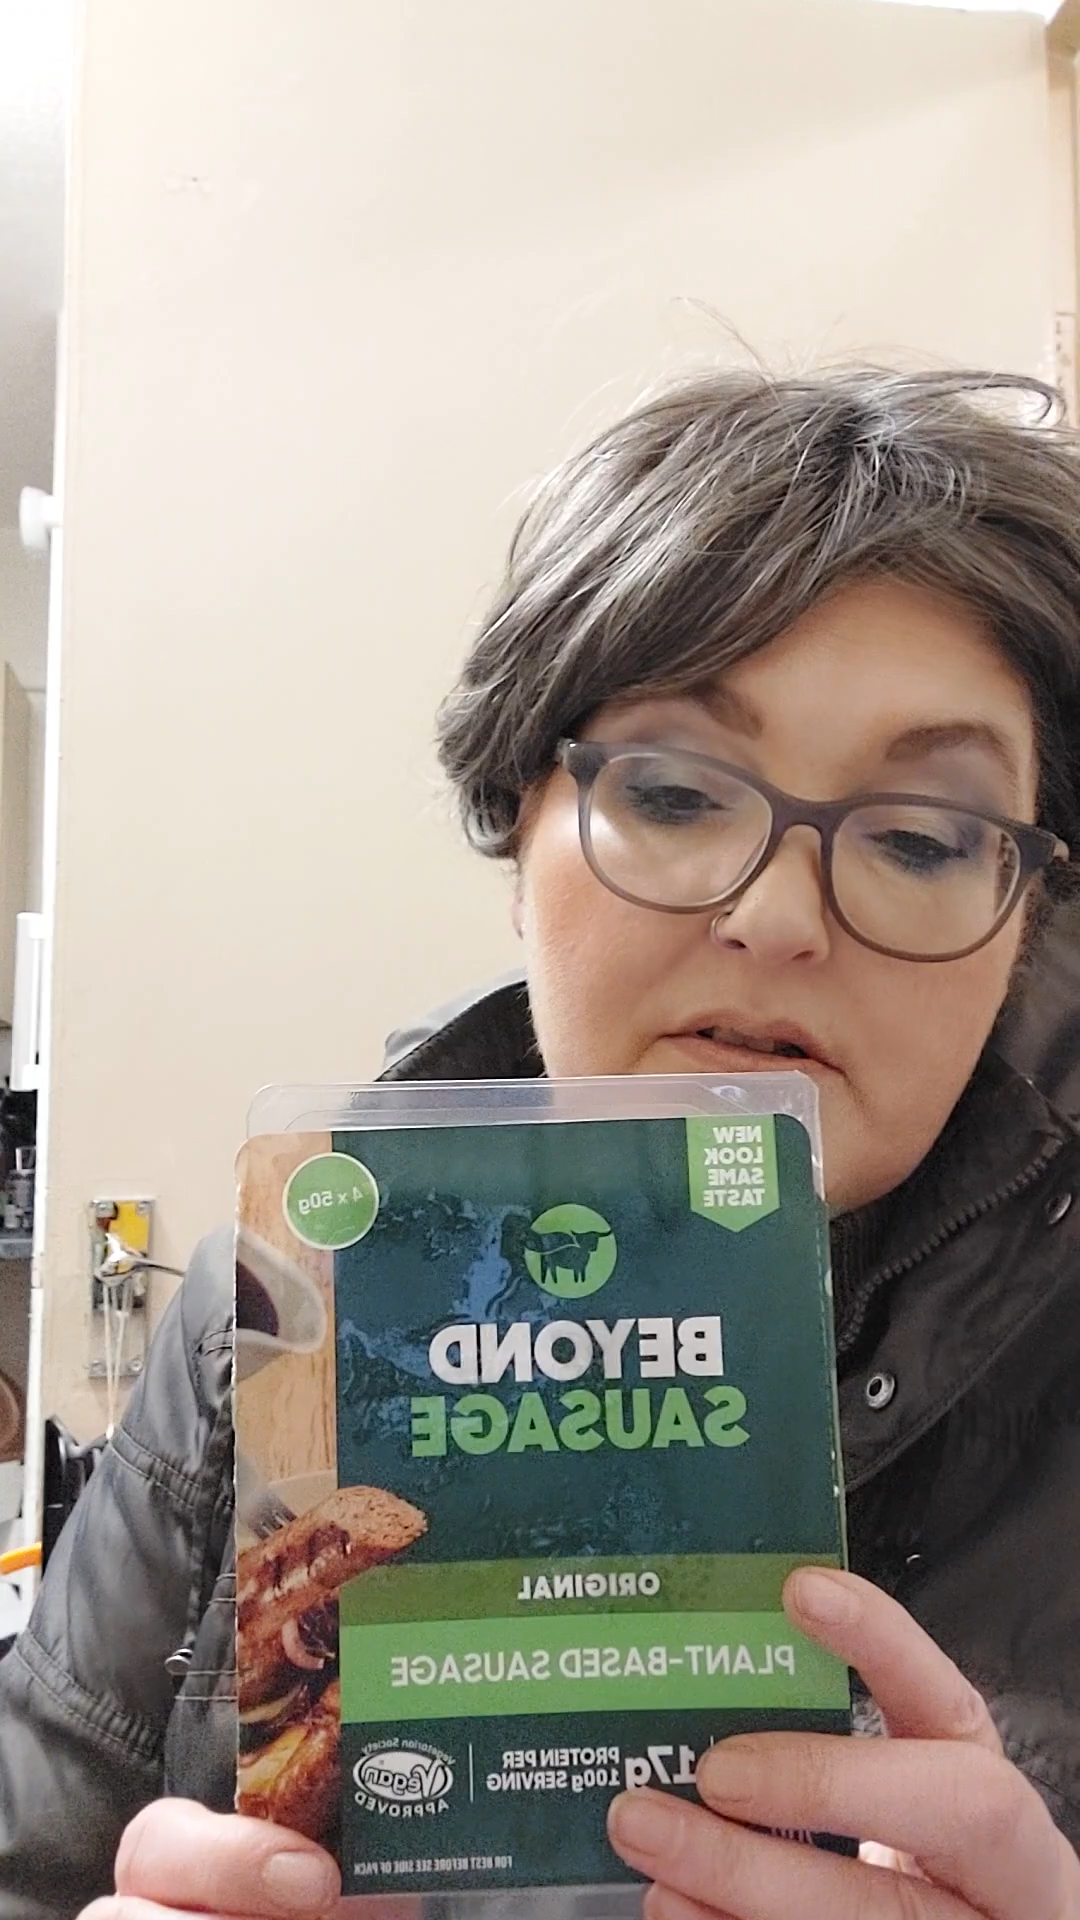 NEW
LOOK
SAME
TASTE
4 x 50g
BEYOND
SAUSAGE
ORIGINAL
PLANT-BASED SAUSAGE
17g PROTEIN PER
100g SERVING
Vegetarian Society
Vegan
APPROVED
FOR BEST BEFORE SEE SIDE OF PACK